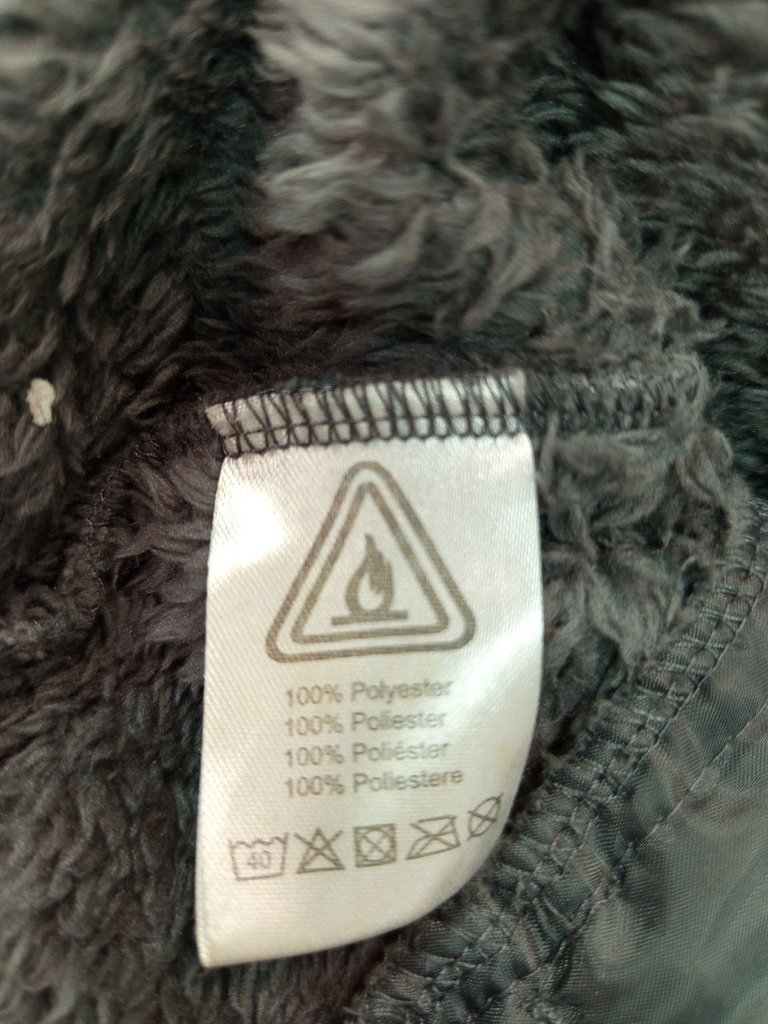 100% Polyester
100% Poliester
100% Poliéster
100% Poliestere
40